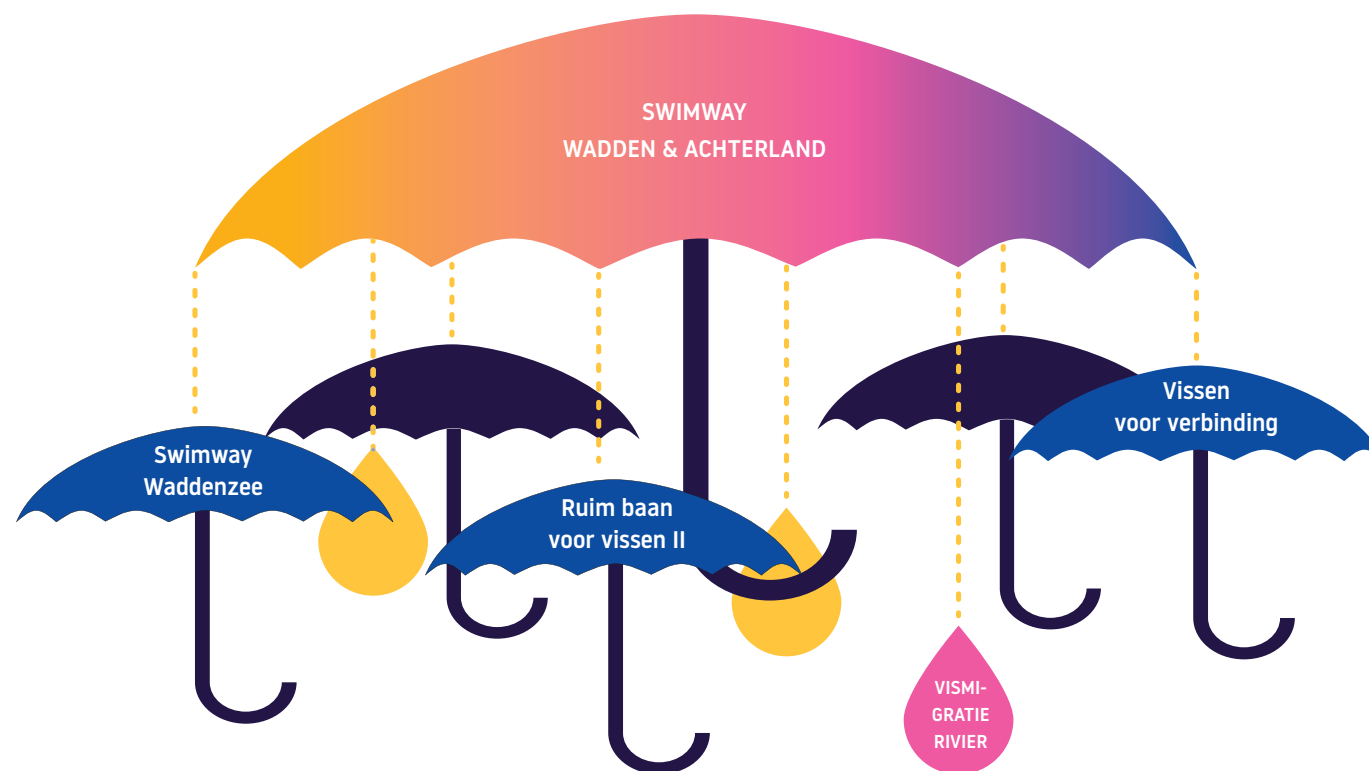 SWIMWAY
WADDEN & ACHTERLAND
Vissen
voor verbinding
Swimway
Waddenzee
Ruim baan
voor vissen II
VISMI-
GRATIE
RIVIER